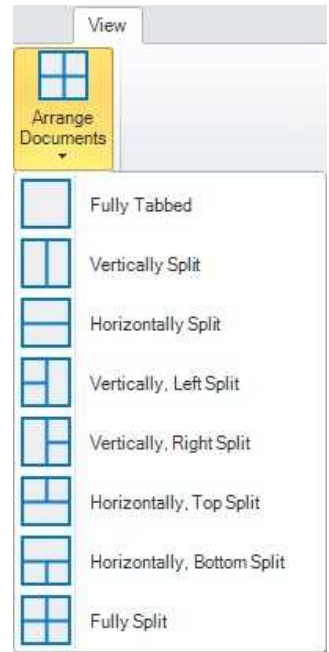 View
Arrange
Documents
Fully Tabbed
Vertically Split
Horizontally Split
Vertically, Left Split
Vertically, Right Split
Horizontally, Top Split
Horizontally, Bottom Split
Fully Split